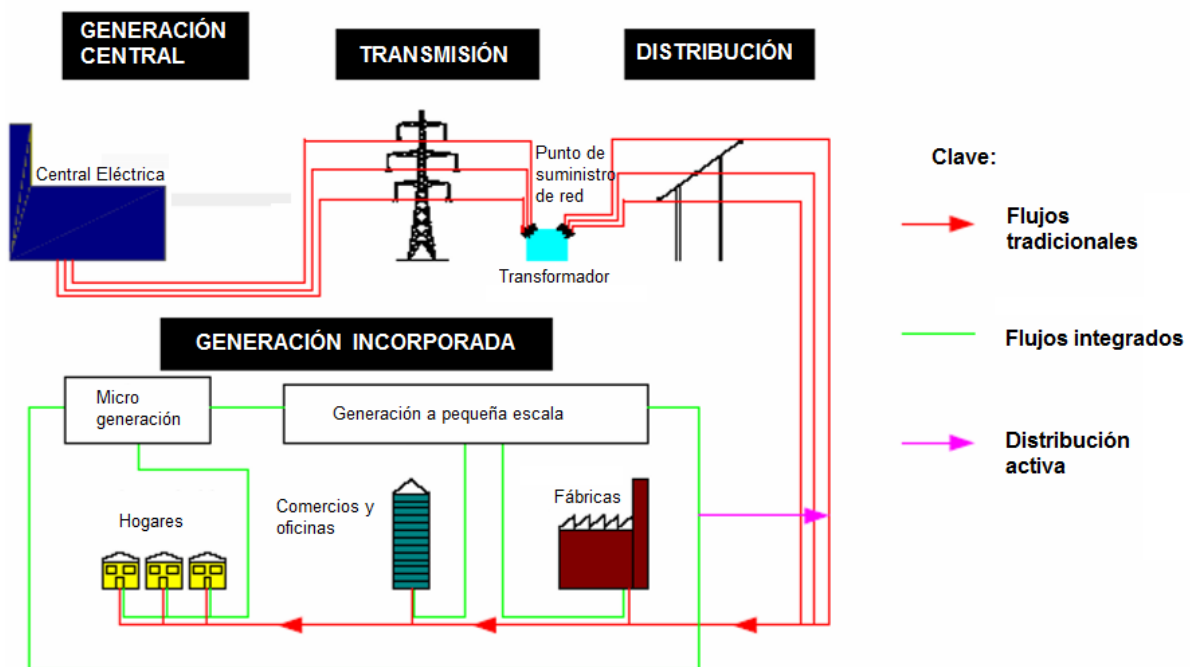 GENERACIÓN
CENTRAL
TRANSMISIÓN
DISTRIBUCIÓN
Central Eléctrica
Punto de
suministro
de red
Transformador
Clave:
Flujos
tradicionales
Flujos integrados
Distribución
activa
GENERACIÓN INCORPORADA
Micro
generación
Generación a pequeña escala
Hogares
Comercios y
oficinas
Fábricas